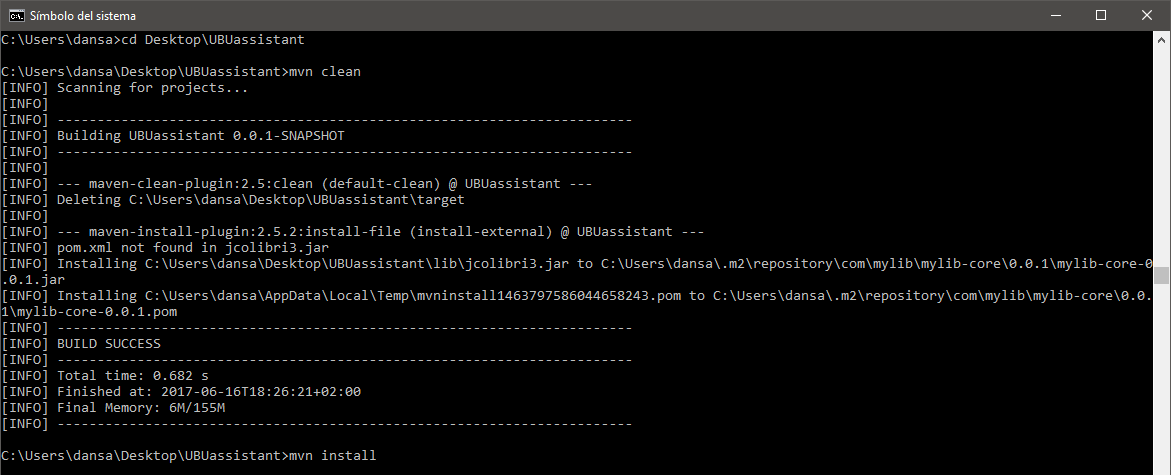 Símbolo del sistema
C:\Users\dansa>cd Desktop\UBUassistant
C:\Users\dansa\Desktop\UBUassistant>mvn clean
[INFO] Scanning for projects...
[INFO]
[INFO] ------------------------------------------------------------------------
[INFO] Building UBUassistant 0.0.1-SNAPSHOT
[INFO] ------------------------------------------------------------------------
[INFO]
[INFO] --- maven-clean-plugin:2.5:clean (default-clean) @ UBUassistant ---
[INFO] Deleting C:\Users\dansa\Desktop\UBUassistant\target
[INFO]
[INFO] --- maven-install-plugin:2.5.2:install-file (install-external) @ UBUassistant ---
[INFO] pom.xml not found in jcolibri3.jar
[INFO] Installing C:\Users\dansa\Desktop\UBUassistant\lib\jcolibri3.jar to C:\Users\dansa\.m2\repository\com\mylib\mylib-core\0.0.1\mylib-core-0
.0.1.jar
[INFO] Installing C:\Users\dansa\AppData\Local\Temp\mvninstall1463797586044658243.pom to C:\Users\dansa\.m2\repository\com\mylib\mylib-core\0.0.
1\mylib-core-0.0.1.pom
[INFO] ------------------------------------------------------------------------
[INFO] BUILD SUCCESS
[INFO] ------------------------------------------------------------------------
[INFO] Total time: 0.682 s
[INFO] Finished at: 2017-06-16T18:26:21+02:00
[INFO] Final Memory: 6M/155M
[INFO] ------------------------------------------------------------------------
C:\Users\dansa\Desktop\UBUassistant>mvn install